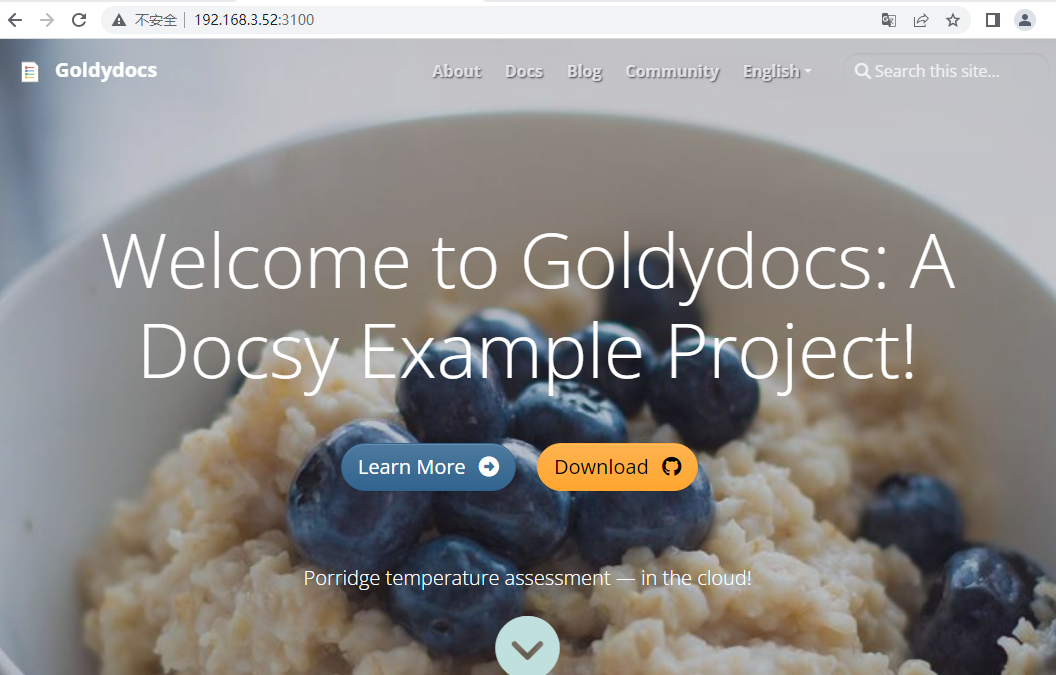 不安全 192.168.3.52:3100
Goldydocs About Docs Blog Community English Search this site...
Welcome to Goldydocs: A
Docsy Example Project!
Learn More Download
Porridge temperature assessment — in the cloud!